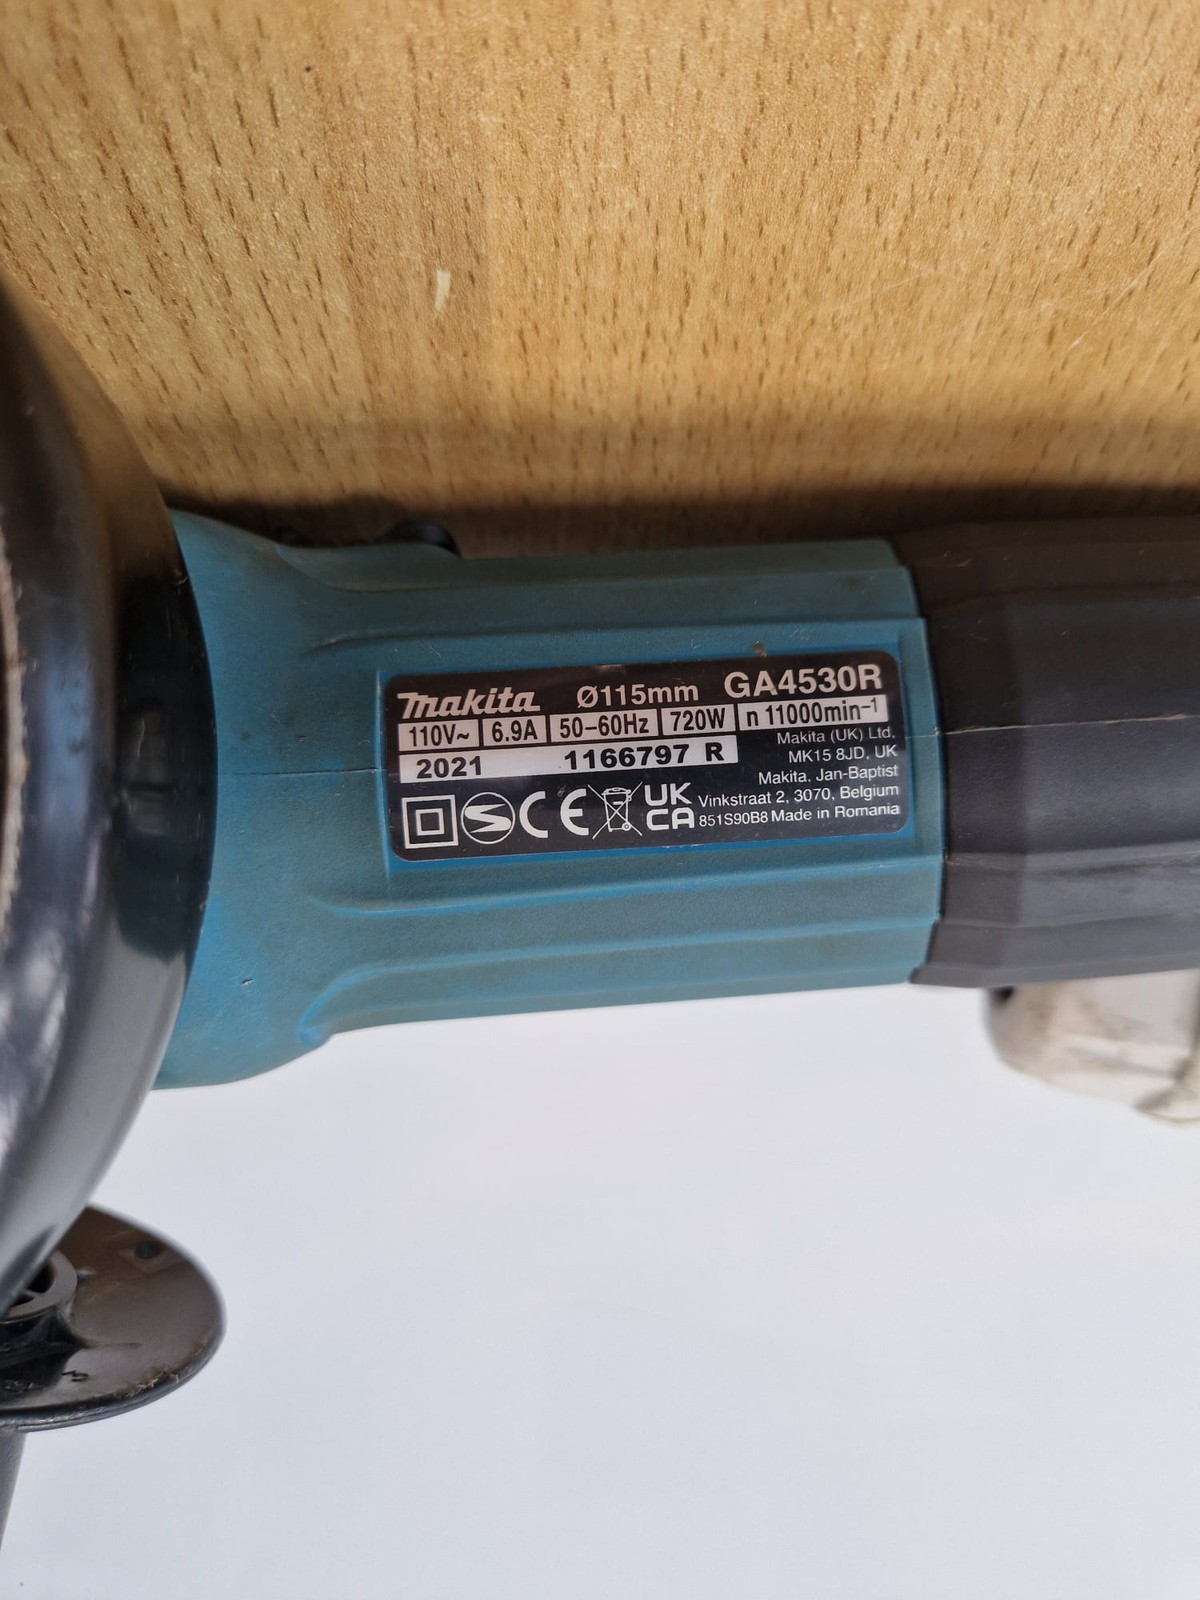 makita Ø115mm GA4530R
110V~ 6.9A 50-60Hz 720W n 11000min⁻¹
2021 1166797 R
Makita (UK) Ltd.
MK15 8JD, UK
Makita, Jan-Baptist
Vinkstraat 2, 3070, Belgium
CE UK CA 851S90B8 Made in Romania